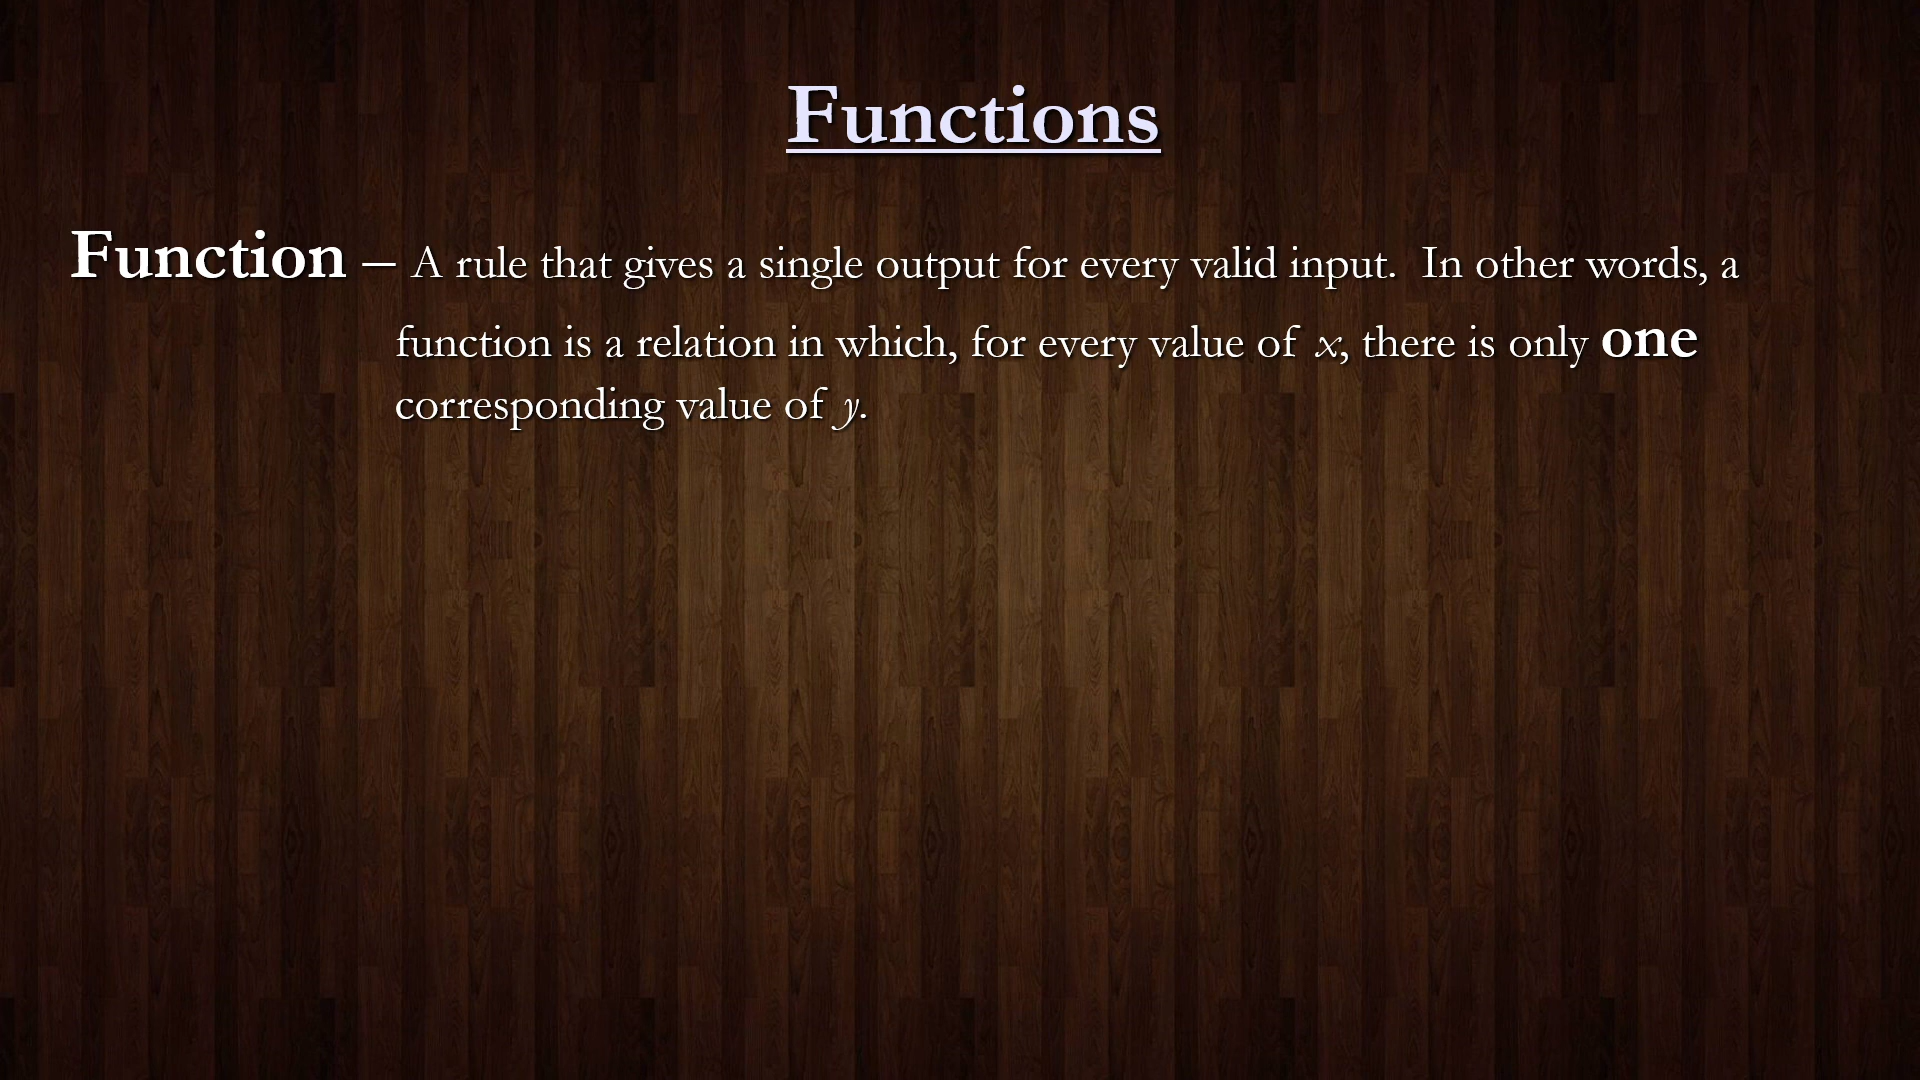 Functions
Function – A rule that gives a single output for every valid input.  In other words, a
function is a relation in which, for every value of x, there is only one
corresponding value of y.